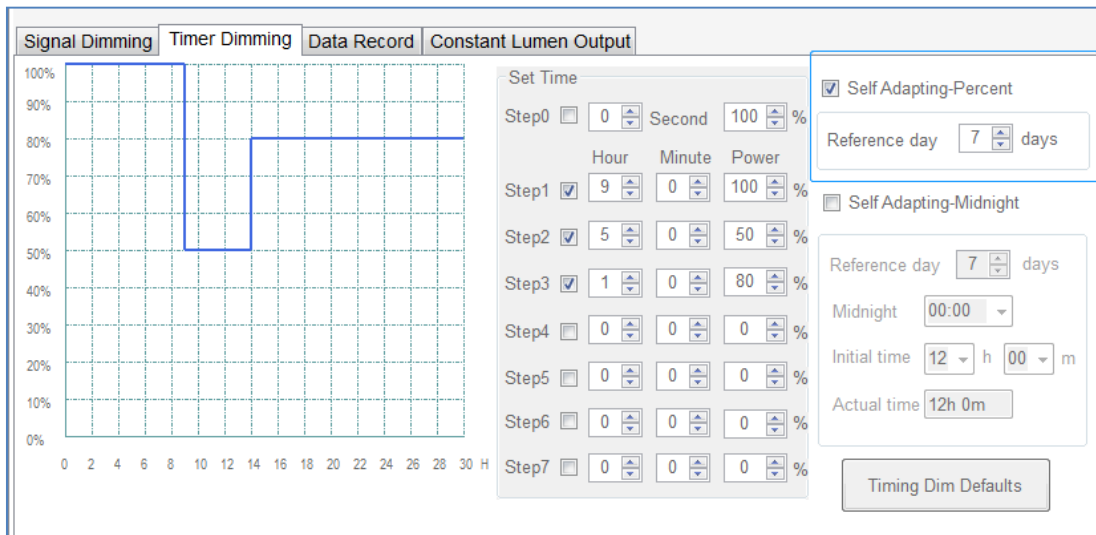 Signal Dimming Timer Dimming Data Record Constant Lumen Output
100%
90%
80%
70%
60%
50%
40%
30%
20%
10%
0%
0 2 4 6 8 10 12 14 16 18 20 22 24 26 28 30 H
Set Time
Step0 0 Second 100 %
Hour Minute Power
Step1 9 0 100 %
Step2 5 0 50 %
Step3 1 0 80 %
Step4 0 0 0 %
Step5 0 0 0 %
Step6 0 0 0 %
Step7 0 0 0 %
Self Adapting-Percent
Reference day 7 days
Self Adapting-Midnight
Reference day 7 days
Midnight 00:00
Initial time 12 h 00 m
Actual time 12h 0m
Timing Dim Defaults